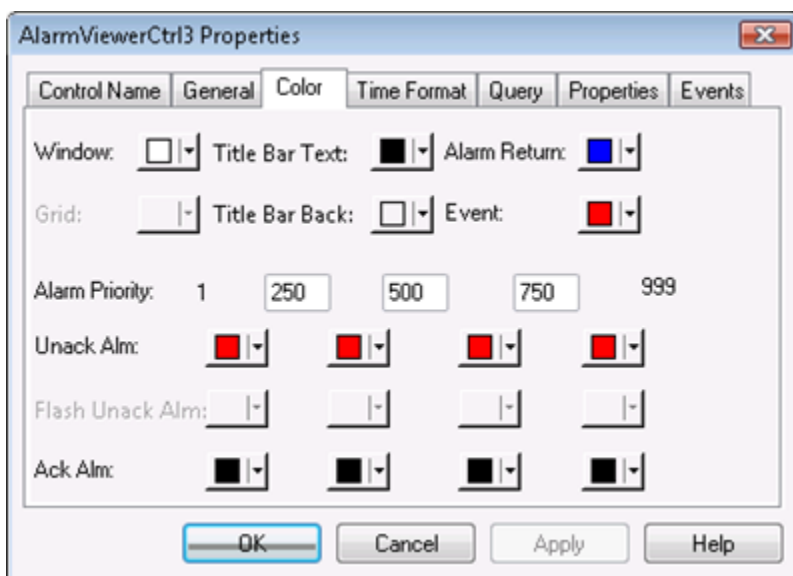 AlarmViewerCtrl3 Properties
Control Name General Color Time Format Query Properties Events
Window: Title Bar Text: Alarm Return:
Grid: Title Bar Back: Event:
Alarm Priority: 1 250 500 750 999
Unack Alm:
Flash Unack Alm:
Ack Alm:
OK Cancel Apply Help